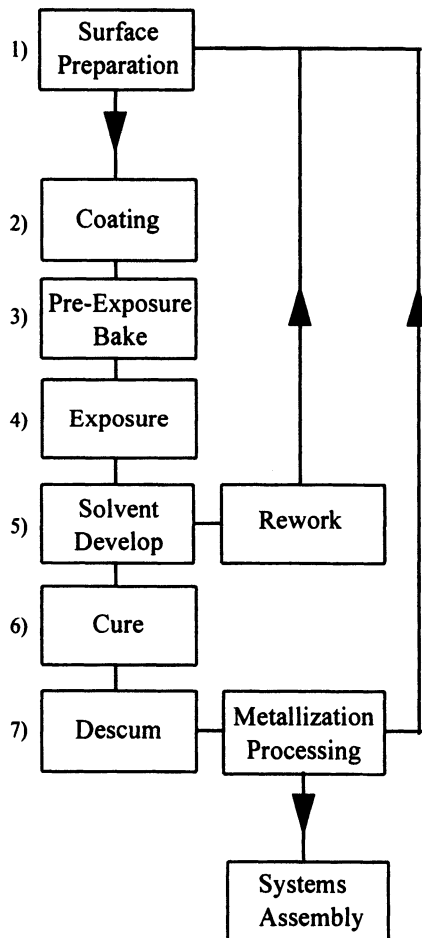 1) Surface
Preparation
2) Coating
3) Pre-Exposure
Bake
4) Exposure
5) Solvent
Develop
Rework
6) Cure
7) Descum
Metallization
Processing
Systems
Assembly